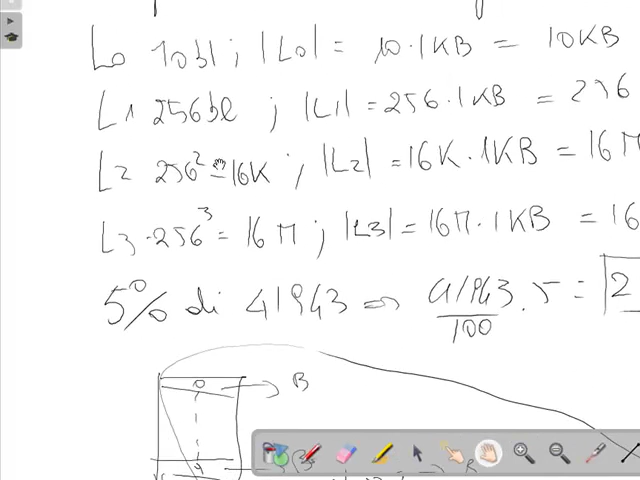 L0 10bl ; |L0| = 10·1KB = 10KB
L1 256bl ; |L1| = 256·1KB = 256
L2 256² = 16K ; |L2| = 16K·1KB = 16M
L3 · 256³ = 16M ; |L3| = 16M·1KB = 16
5% di 41943 => 41943/100 · 5 = 2
0 B